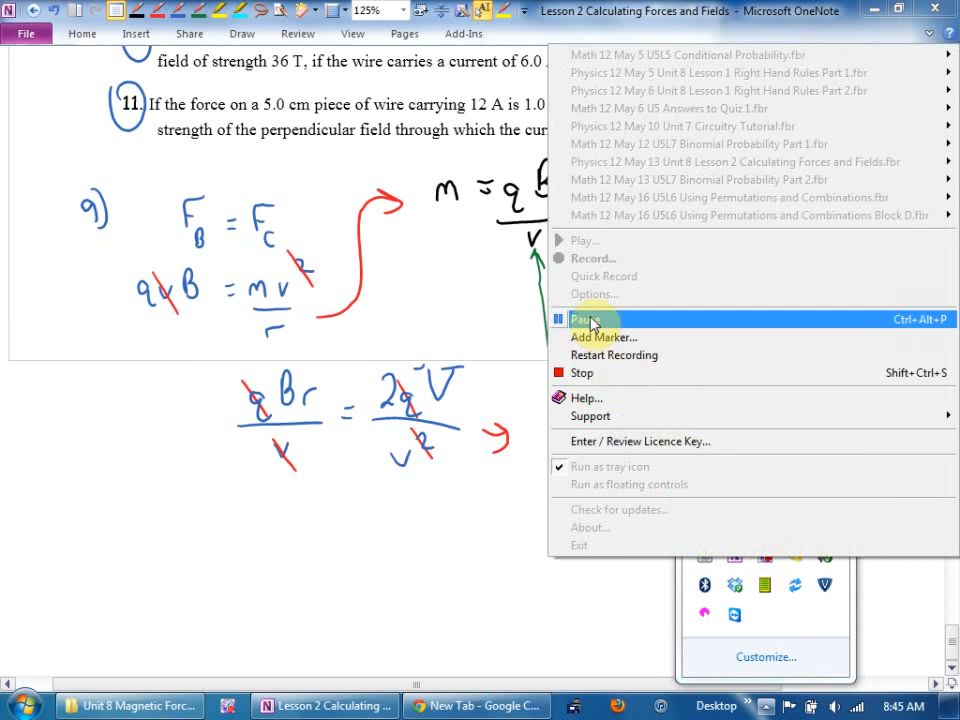 125%
Lesson 2 Calculating Forces and Fields - Microsoft OneNote
File Home Insert Share Draw Review View Pages Add-Ins
field of strength 36 T, if the wire carries a current of 6.0
11. If the force on a 5.0 cm piece of wire carrying 12 A is 1.0
strength of the perpendicular field through which the cur
9)
F_B = F_C
qvB = mv²/r
m = qB
v
qBr/v = 2qV/v²
Math 12 May 5 U5L5 Conditional Probability.fbr
Physics 12 May 5 Unit 8 Lesson 1 Right Hand Rules Part 1.fbr
Physics 12 May 6 Unit 8 Lesson 1 Right Hand Rules Part 2.fbr
Math 12 May 6 U5 Answers to Quiz 1.fbr
Physics 12 May 10 Unit 7 Circuitry Tutorial.fbr
Math 12 May 12 U5L7 Binomial Probability Part 1.fbr
Physics 12 May 13 Unit 8 Lesson 2 Calculating Forces and Fields.fbr
Math 12 May 13 U5L7 Binomial Probability Part 2.fbr
Math 12 May 16 U5L6 Using Permutations and Combinations.fbr
Math 12 May 16 U5L6 Using Permutations and Combinations Block D.fbr
Play...
Record...
Quick Record
Options...
Pause Ctrl+Alt+P
Add Marker...
Restart Recording
Stop Shift+Ctrl+S
Help...
Support
Enter / Review Licence Key...
Run as tray icon
Run as floating controls
Check for updates...
About...
Exit
Customize...
Unit 8 Magnetic Forc... Lesson 2 Calculating ... New Tab - Google C... Desktop 8:45 AM